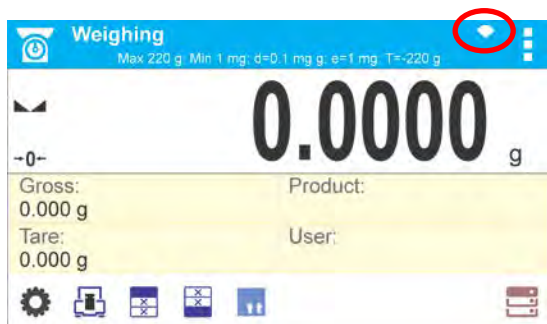 Weighing
Max 220 g: Min 1 mg: d=0.1 mg g: e=1 mg T=-220 g
0.0000 g
→0←
Gross: Product:
0.000 g
Tare: User:
0.000 g